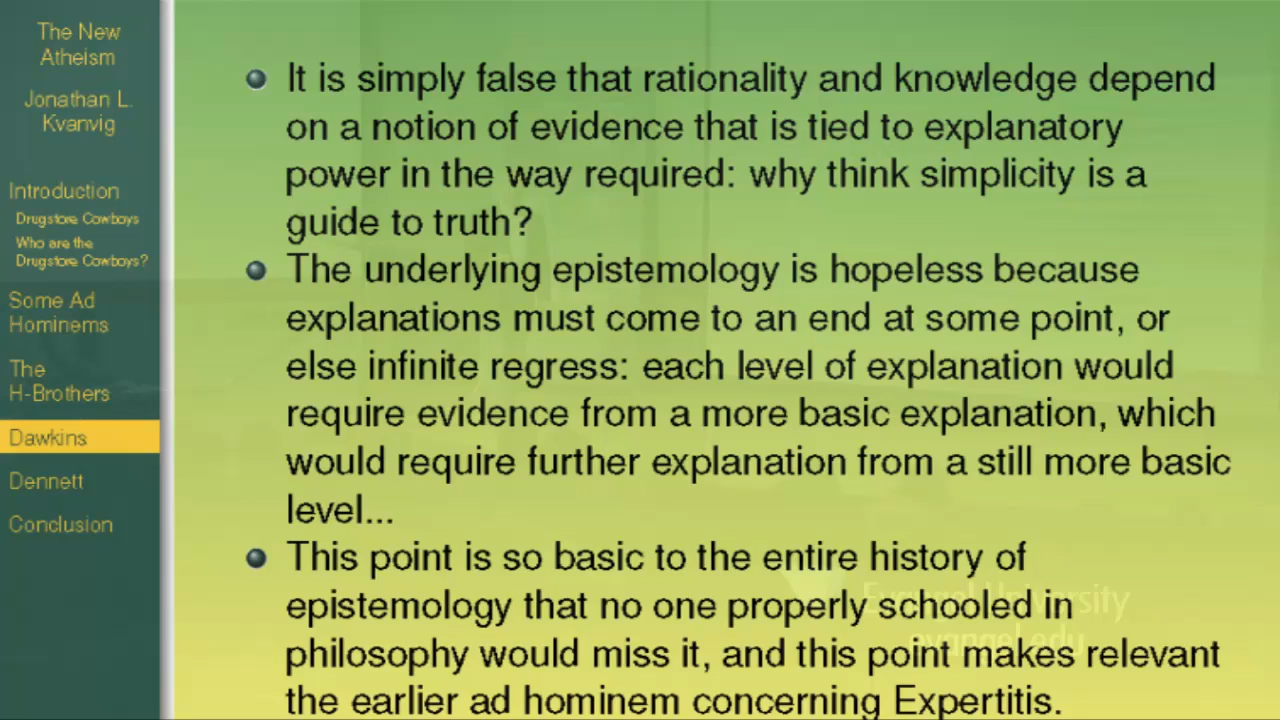 The New
Atheism
Jonathan L.
Kvanvig
Introduction
Drugstore Cowboys
Who are the
Drugstore Cowboys?
Some Ad
Hominems
The
H-Brothers
Dawkins
Dennett
Conclusion
It is simply false that rationality and knowledge depend
on a notion of evidence that is tied to explanatory
power in the way required: why think simplicity is a
guide to truth?
The underlying epistemology is hopeless because
explanations must come to an end at some point, or
else infinite regress: each level of explanation would
require evidence from a more basic explanation, which
would require further explanation from a still more basic
level...
This point is so basic to the entire history of
epistemology that no one properly schooled in
philosophy would miss it, and this point makes relevant
the earlier ad hominem concerning Expertitis.
Evangel University
evangel.edu